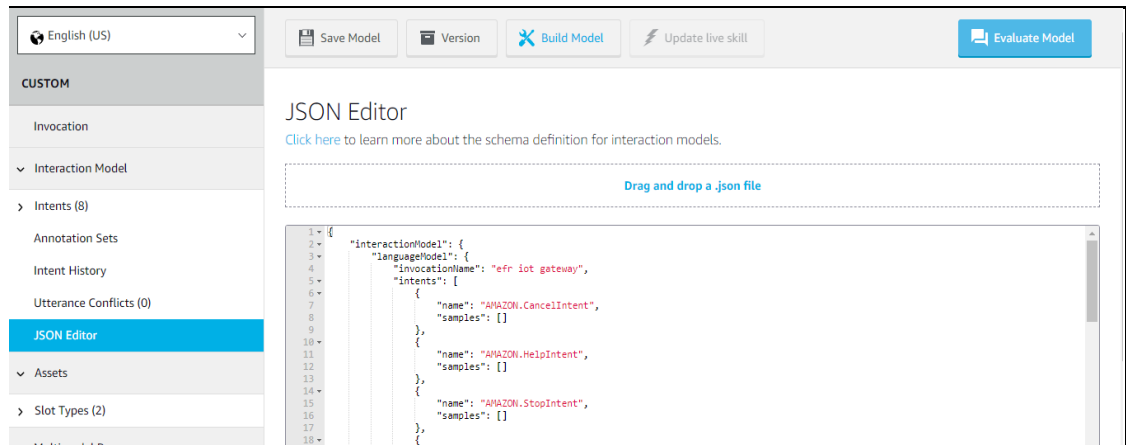 English (US)
Save Model
Version
Build Model
Update live skill
Evaluate Model
CUSTOM
Invocation
Interaction Model
Intents (8)
Annotation Sets
Intent History
Utterance Conflicts (0)
JSON Editor
Assets
Slot Types (2)
JSON Editor
Click here to learn more about the schema definition for interaction models.
Drag and drop a .json file
1 {
2 "interactionModel": {
3 "languageModel": {
4 "invocationName": "efr iot gateway",
5 "intents": [
6 {
7 "name": "AMAZON.CancelIntent",
8 "samples": []
9 },
10 {
11 "name": "AMAZON.HelpIntent",
12 "samples": []
13 },
14 {
15 "name": "AMAZON.StopIntent",
16 "samples": []
17 },
18 {